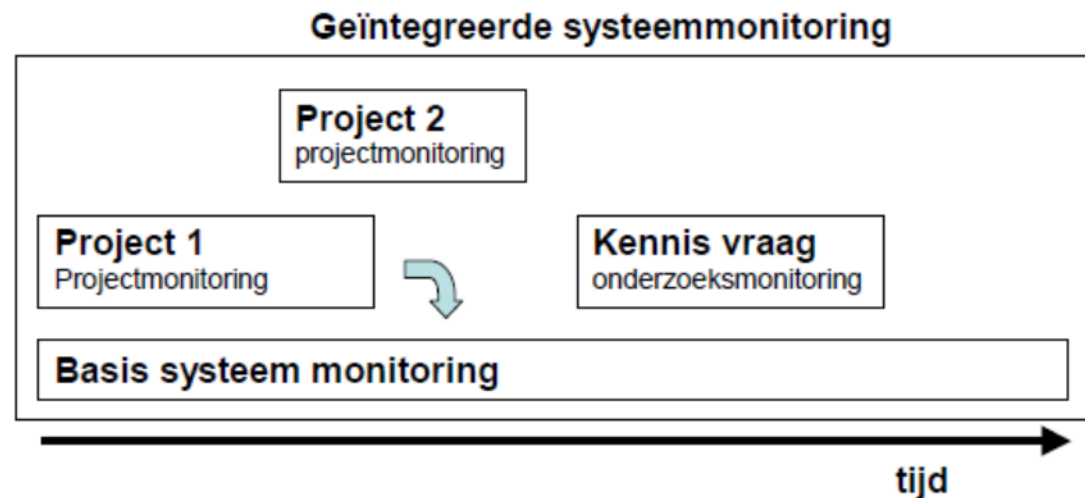 Geïntegreerde systeemmonitoring
Project 2
projectmonitoring
Project 1
Projectmonitoring
Kennis vraag
onderzoeksmonitoring
Basis systeem monitoring
tijd